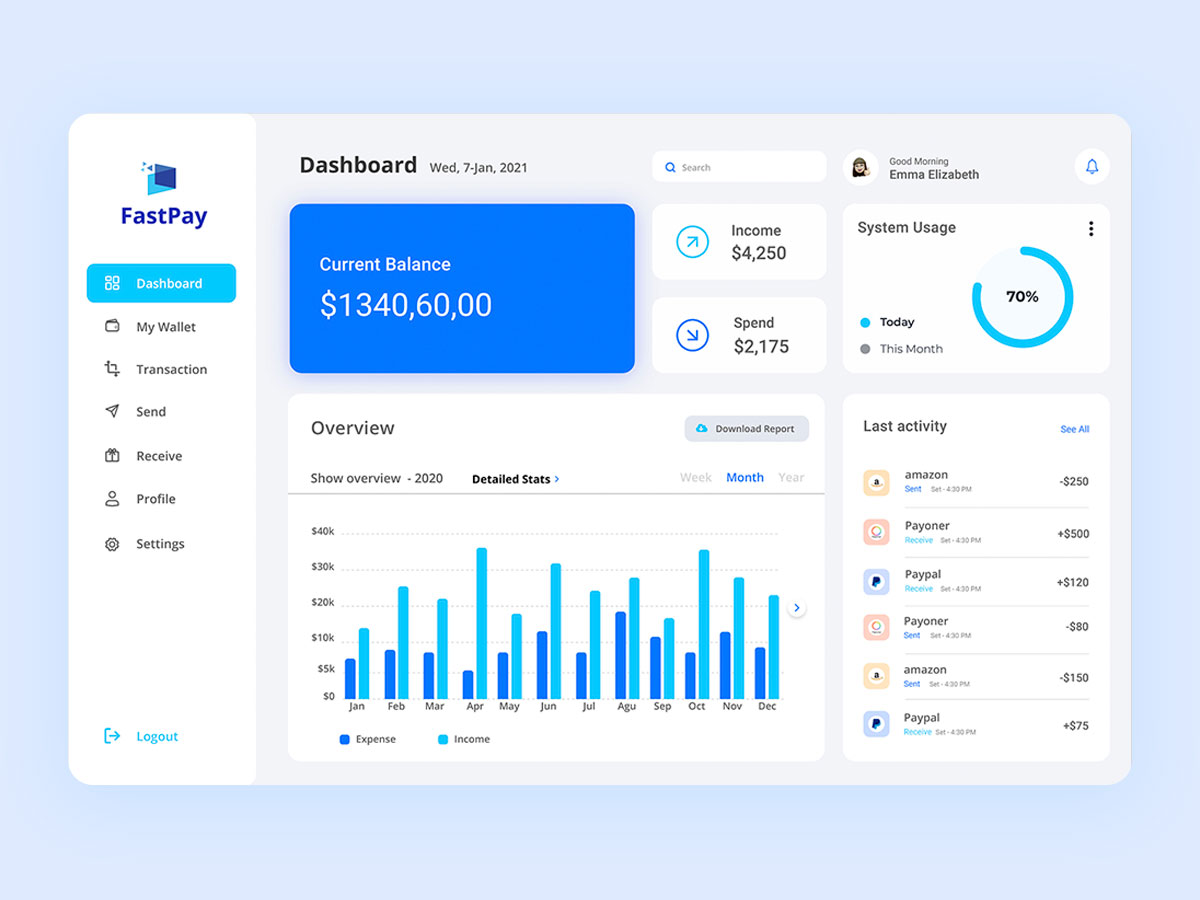 FastPay
Dashboard
My Wallet
Transaction
Send
Receive
Profile
Settings
Logout
Dashboard Wed, 7-Jan, 2021
Search
Good Morning
Emma Elizabeth
Current Balance
$1340,60,00
Income
$4,250
Spend
$2,175
System Usage
70%
Today
This Month
Overview
Download Report
Show overview - 2020 Detailed Stats >
Week Month Year
$40k
$30k
$20k
$10k
$5k
$0
Jan Feb Mar Apr May Jun Jul Agu Sep Oct Nov Dec
Expense Income
Last activity See All
amazon
Sent Set - 4:30 PM
-$250
Payoner
Receive Set - 4:30 PM
+$500
Paypal
Receive Set - 4:30 PM
+$120
Payoner
Sent Set - 4:30 PM
-$80
amazon
Sent Set - 4:30 PM
-$150
Paypal
Receive Set - 4:30 PM
+$75